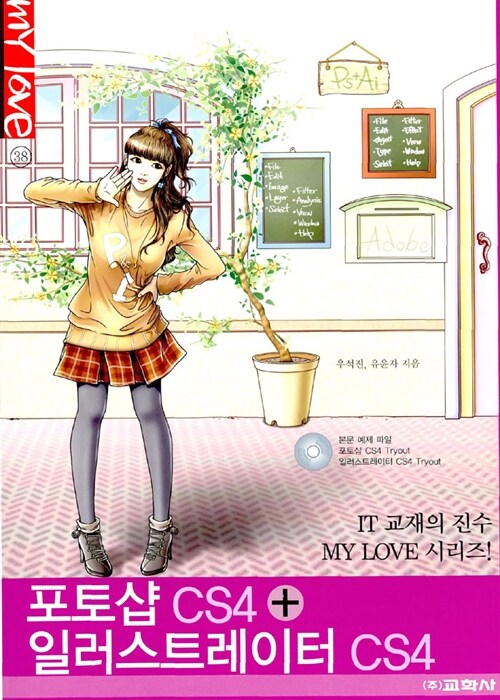 my love
38
Ps+Ai
•File
•Edit
•object
•Type
•Select
•Filter
•Effect
•View
•Window
•Help
•File
•Edit
•Image
•Layer
•Select
•Filter
•Analysis
•View
•Window
•Help
Adobe
P.
A i
우석진, 유윤자 지음
본문 예제 파일
포토샵 CS4 Tryout
일러스트레이터 CS4 Tryout
IT 교재의 진수
MY LOVE 시리즈!
포토샵 CS4 +
일러스트레이터 CS4
(주)교학사